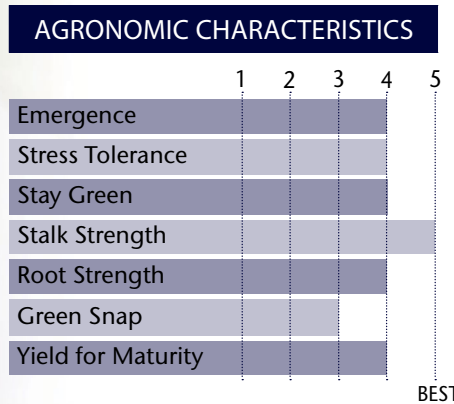 AGRONOMIC CHARACTERISTICS
1 2 3 4 5
Emergence
Stress Tolerance
Stay Green
Stalk Strength
Root Strength
Green Snap
Yield for Maturity
BEST